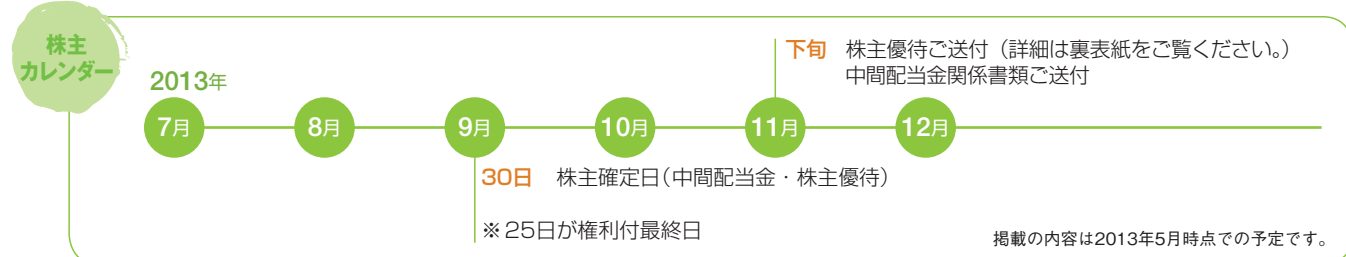 株主
カレンダー
2013年
7月
8月
9月
10月
11月
12月
下旬 株主優待ご送付（詳細は裏表紙をご覧ください。）
中間配当金関係書類ご送付
30日 株主確定日（中間配当金・株主優待）
※25日が権利付最終日
掲載の内容は2013年5月時点での予定です。